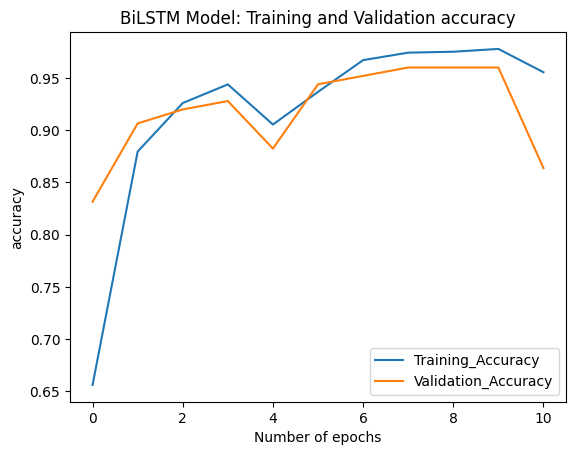 BiLSTM Model: Training and Validation accuracy
accuracy
0.95
0.90
0.85
0.80
0.75
0.70
0.65
Training_Accuracy
Validation_Accuracy
0 2 4 6 8 10
Number of epochs